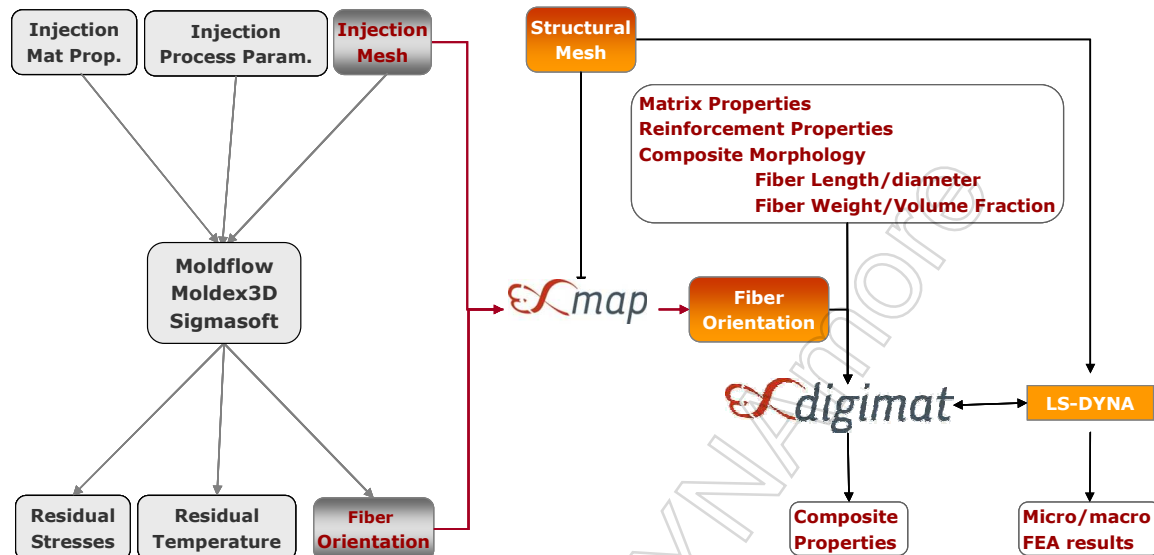 Injection
Mat Prop.
Injection
Process Param.
Injection
Mesh
Structural
Mesh
Matrix Properties
Reinforcement Properties
Composite Morphology
Fiber Length/diameter
Fiber Weight/Volume Fraction
Moldflow
Moldex3D
Sigmasoft
map
Fiber
Orientation
digimat
LS-DYNA
Residual
Stresses
Residual
Temperature
Fiber
Orientation
Composite
Properties
Micro/macro
FEA results
YNAmore